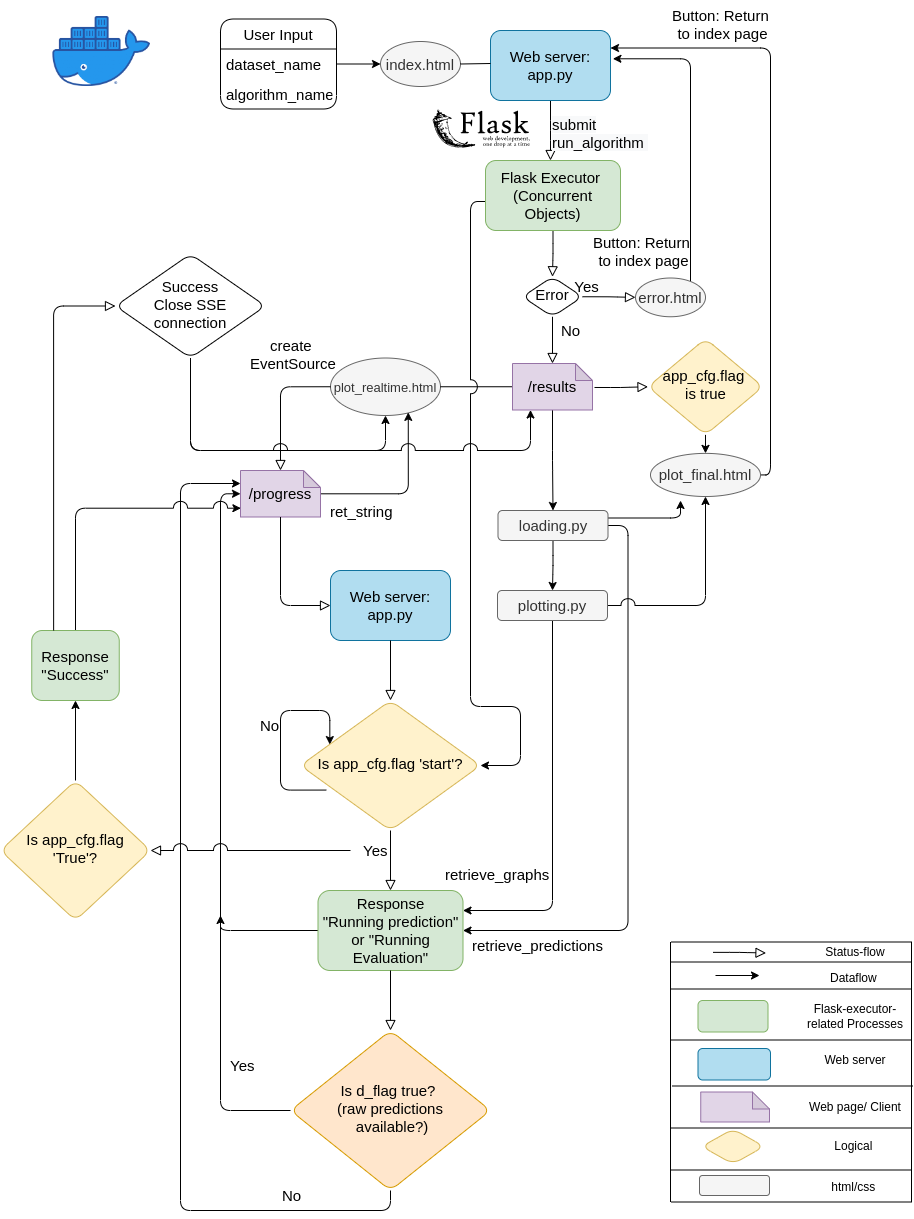 User Input
dataset_name
algorithm_name
index.html
Web server:
app.py
Button: Return
to index page
Flask
web development,
one drop at a time
submit
run_algorithm
Flask Executor
(Concurrent
Objects)
Button: Return
to index page
Error
Yes
error.html
No
Success
Close SSE
connection
create
EventSource
plot_realtime.html
/results
app_cfg.flag
is true
plot_final.html
/progress
ret_string
loading.py
plotting.py
Web server:
app.py
Response
"Success"
No
Is app_cfg.flag 'start'?
Is app_cfg.flag
'True'?
Yes
retrieve_graphs
Response
"Running prediction"
or "Running
Evaluation"
retrieve_predictions
Yes
Is d_flag true?
(raw predictions
available?)
No
Status-flow
Dataflow
Flask-executor-
related Processes
Web server
Web page/ Client
Logical
html/css